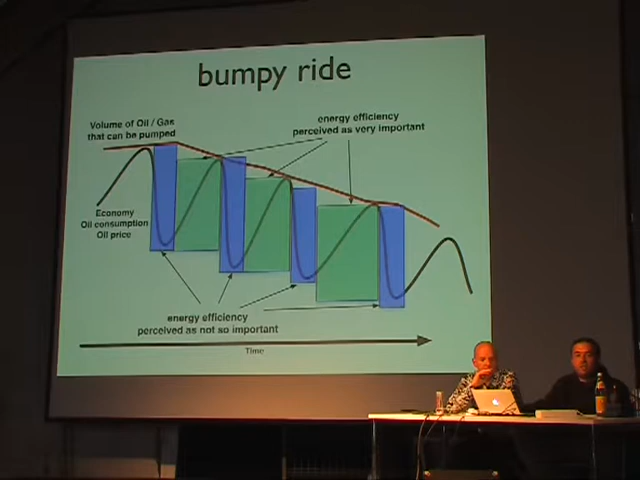 bumpy ride
Volume of Oil / Gas
that can be pumped
energy efficiency
perceived as very important
Economy
Oil consumption
Oil price
energy efficiency
perceived as not so important
Time